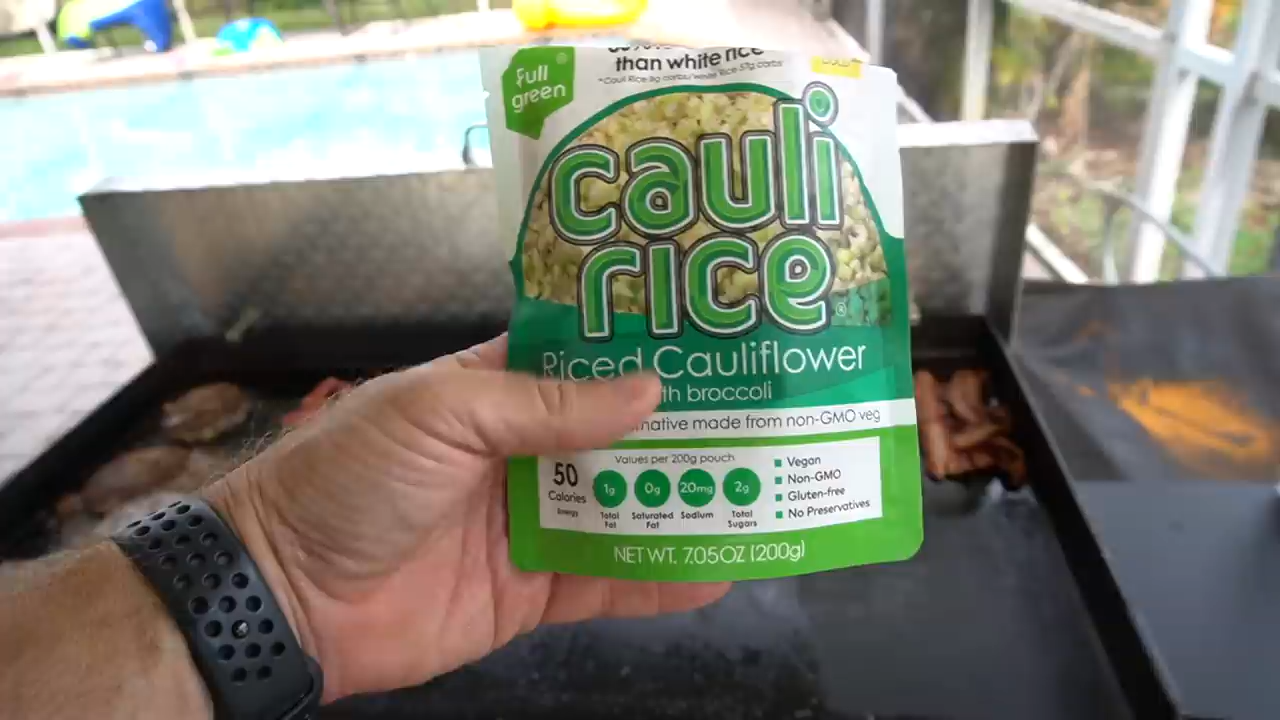 Full
green
than white rice
cauli
rice®
Riced Cauliflower
broccoli
made from non-GMO veg
Values per 200g pouch
50
Calories
Energy
1g
Total
Fat
0g
Saturated
Fat
20mg
Sodium
2g
Total
Sugars
Vegan
Non-GMO
Gluten-free
No Preservatives
NET WT. 7.05OZ (200g)